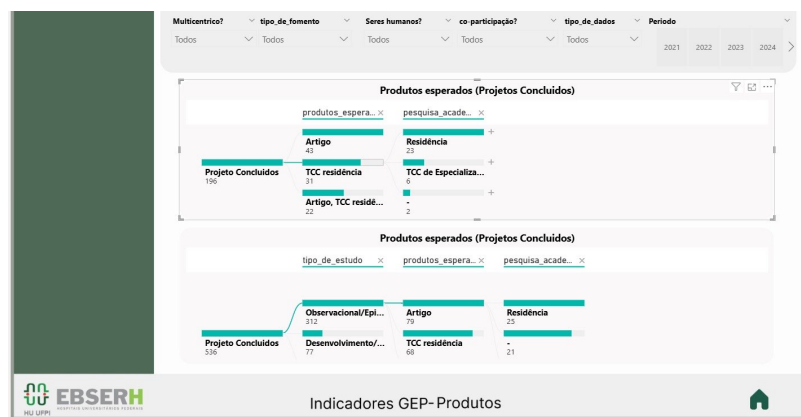 Multicentrico? tipo_de_fomento Seres humanos? co-participação? tipo_de_dados Periodo
Todos Todos Todos Todos Todos 2021 2022 2023 2024
Produtos esperados (Projetos Concluidos)
produtos_espera... pesquisa_acade...
Artigo Residência
43 23
Projeto Concluidos TCC residência TCC de Especializa...
196 31 6
Artigo, TCC residê... -
22 2
Produtos esperados (Projetos Concluidos)
tipo_de_estudo produtos_espera... pesquisa_acade...
Observacional/Epi... Artigo Residência
312 79 25
Projeto Concluidos Desenvolvimento/... TCC residência -
536 77 68 21
HU UFPI EBSERH
HOSPITAIS UNIVERSITÁRIOS FEDERAIS
Indicadores GEP-Produtos